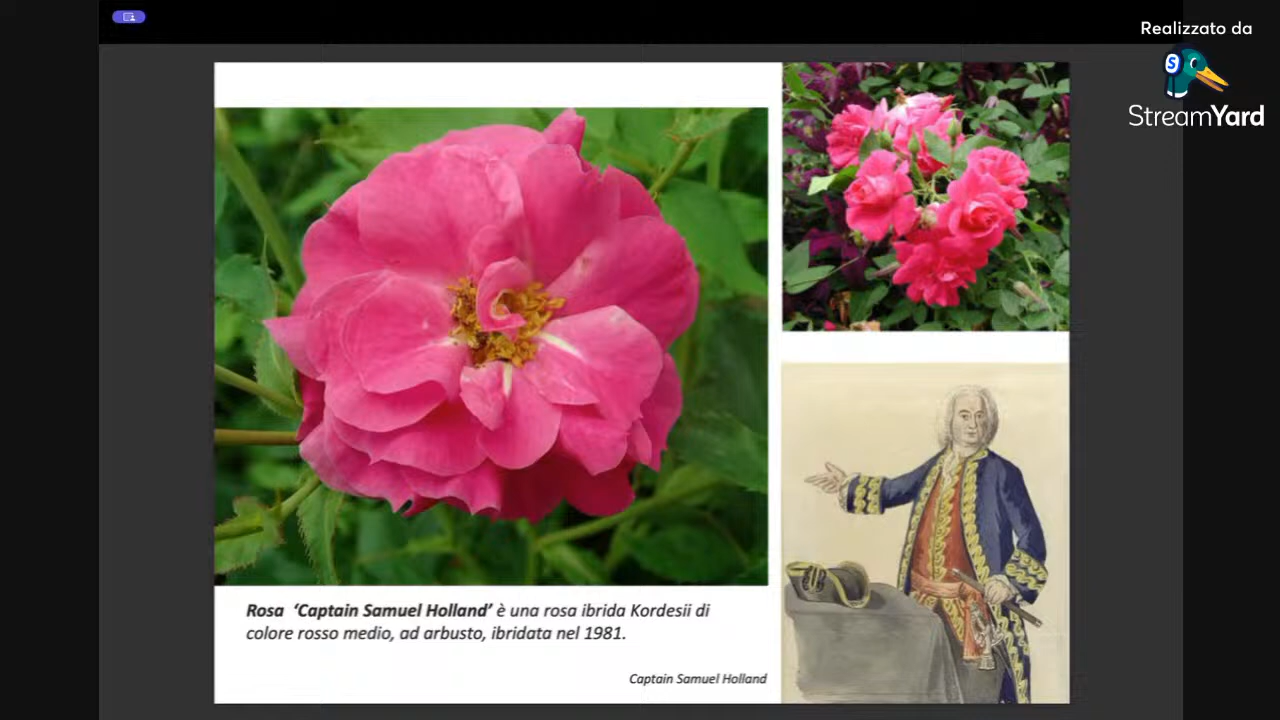 Realizzato da
StreamYard
Rosa ‘Captain Samuel Holland’ è una rosa ibrida Kordesii di
colore rosso medio, ad arbusto, ibridata nel 1981.
Captain Samuel Holland